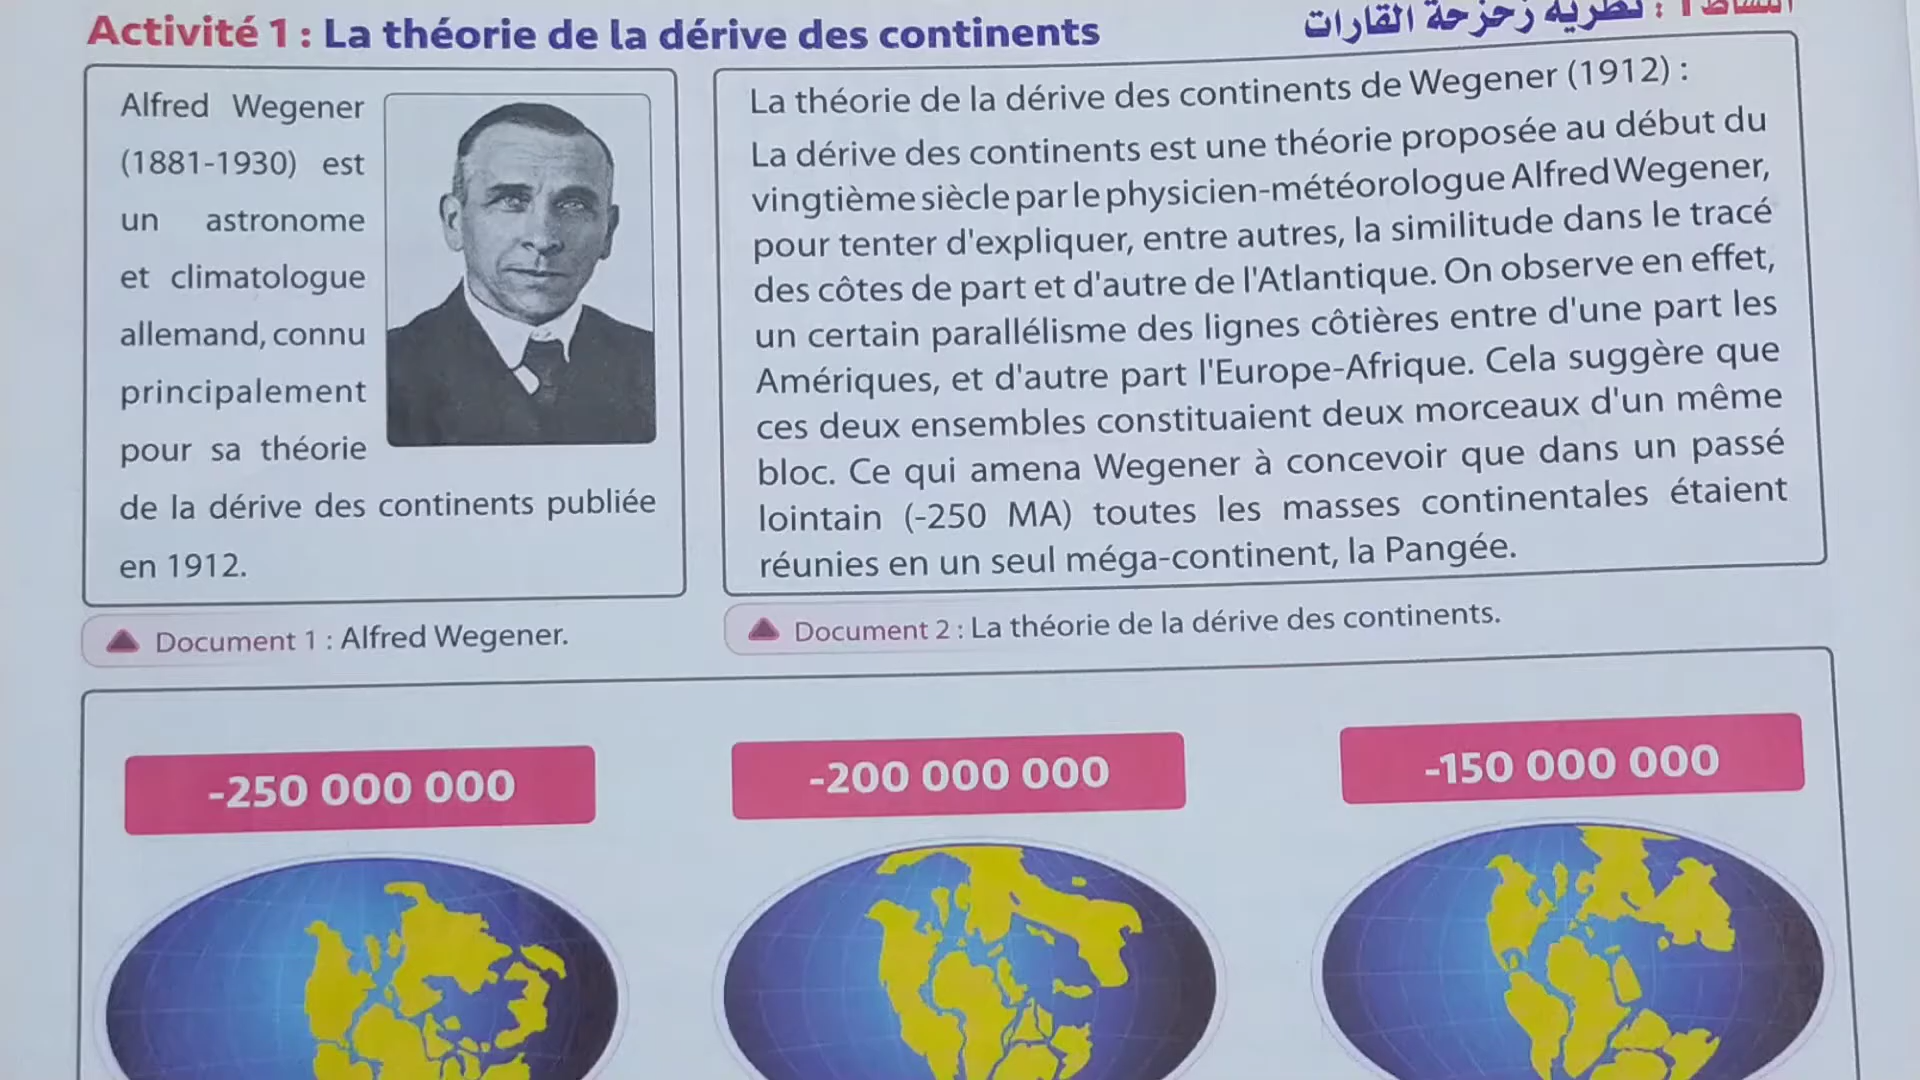 Activité 1 : La théorie de la dérive des continents
النشاط 1 : نظرية زحزحة القارات
Alfred Wegener
(1881-1930) est
un astronome
et climatologue
allemand, connu
principalement
pour sa théorie
de la dérive des continents publiée
en 1912.
Document 1 : Alfred Wegener.
La théorie de la dérive des continents de Wegener (1912) :
La dérive des continents est une théorie proposée au début du
vingtième siècle par le physicien-météorologue Alfred Wegener,
pour tenter d'expliquer, entre autres, la similitude dans le tracé
des côtes de part et d'autre de l'Atlantique. On observe en effet,
un certain parallélisme des lignes côtières entre d'une part les
Amériques, et d'autre part l'Europe-Afrique. Cela suggère que
ces deux ensembles constituaient deux morceaux d'un même
bloc. Ce qui amena Wegener à concevoir que dans un passé
lointain (-250 MA) toutes les masses continentales étaient
réunies en un seul méga-continent, la Pangée.
Document 2 : La théorie de la dérive des continents.
-250 000 000
-200 000 000
-150 000 000